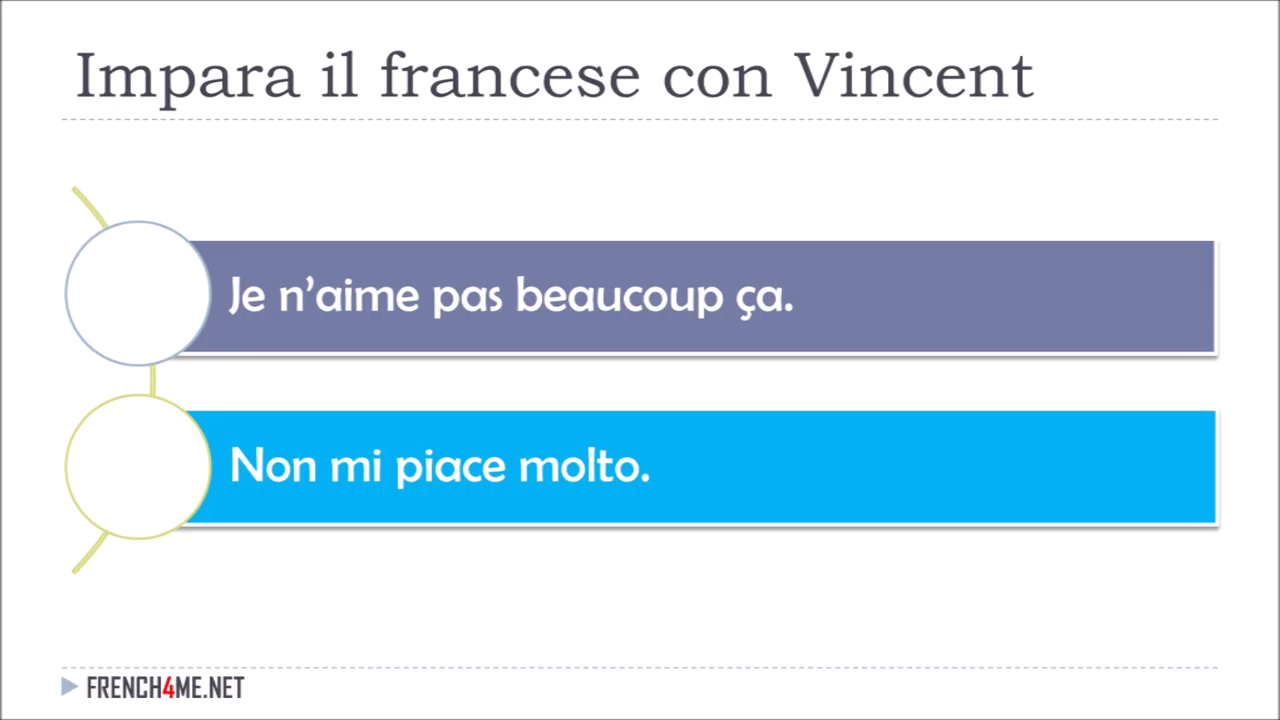 Impara il francese con Vincent
Je n’aime pas beaucoup ça.
Non mi piace molto.
FRENCH4ME.NET